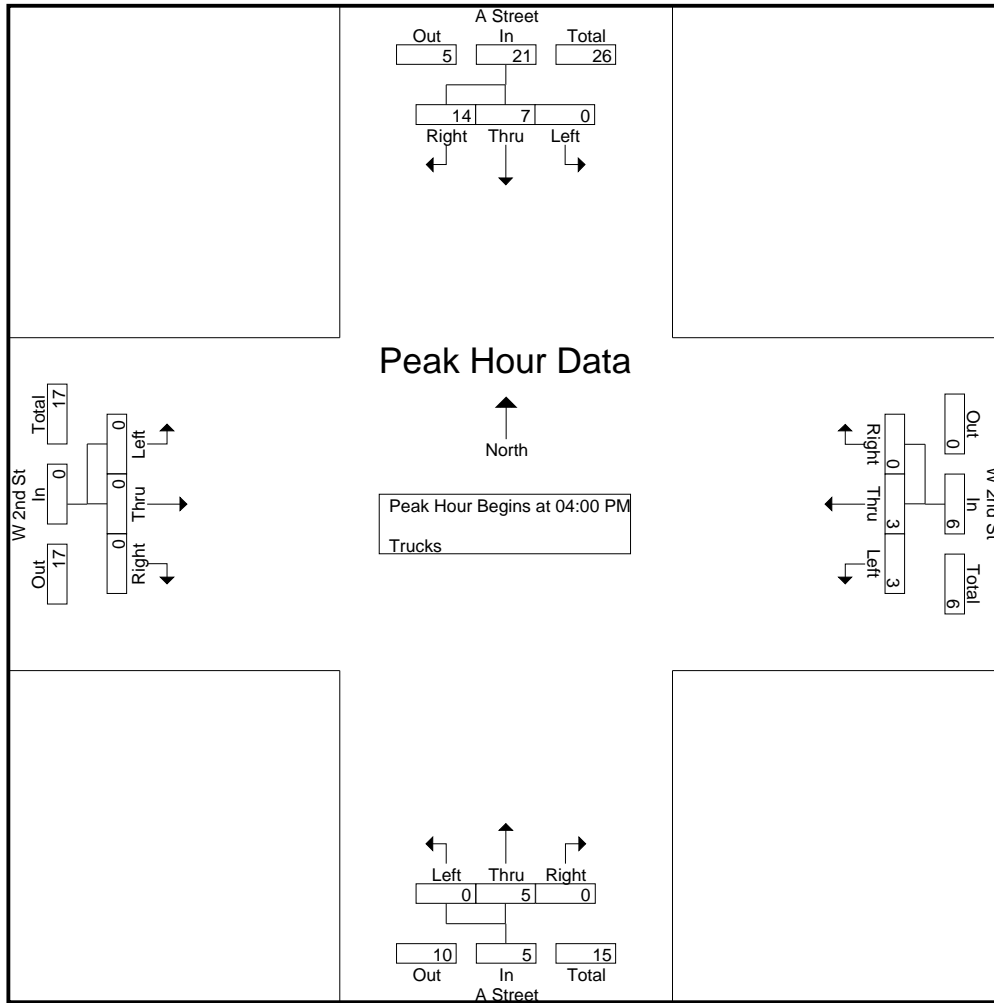 A Street
Out In Total
5 21 26
14 7 0
Right Thru Left
Peak Hour Data
North
Peak Hour Begins at 04:00 PM
Trucks
W 2nd St
Out In Total
17 0 17
0 0 0
Left Thru Right
W 2nd St
Out In Total
0 6 6
0 3 3
Right Thru Left
Left Thru Right
0 5 0
10 5 15
Out In Total
A Street